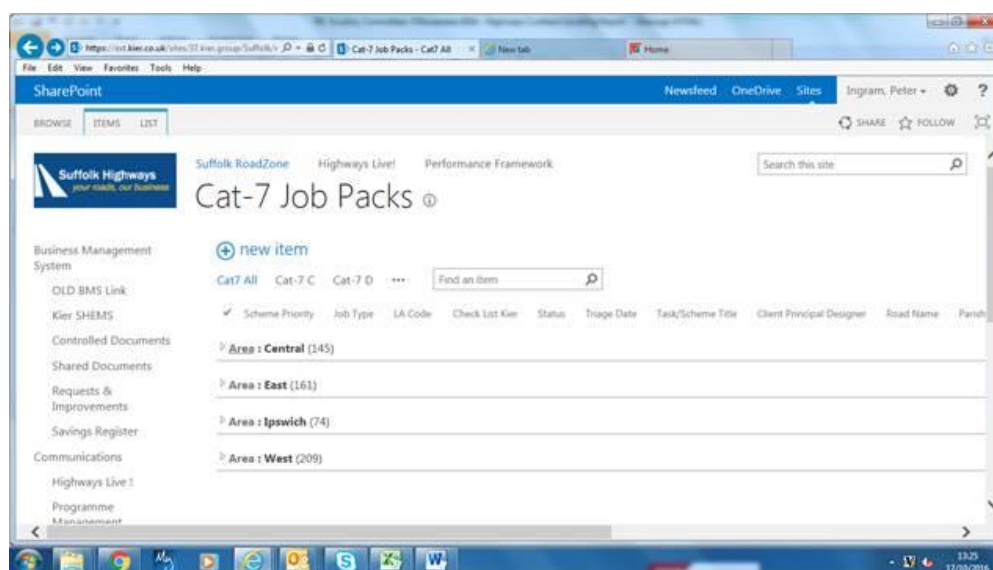 https://ext.kier.co.uk/sites/
Cat-7 Job Packs - Cat7 All
New tab
Home
File Edit View Favorites Tools Help
SharePoint
Newsfeed OneDrive Sites Ingram, Peter ?
BROWSE ITEMS LIST
SHARE FOLLOW
Suffolk Highways
your roads, our business
Suffolk RoadZone Highways Live! Performance Framework
Search this site
Cat-7 Job Packs
new item
Cat7 All Cat-7 C Cat-7 D ••• Find an item
Scheme Priority Job Type LA Code Check List Kier Status Triage Date Task/Scheme Title Client Principal Designer Road Name Parish
Area : Central (145)
Area : East (161)
Area : Ipswich (74)
Area : West (209)
Business Management
System
OLD BMS Link
Kier SHEMS
Controlled Documents
Shared Documents
Requests &
Improvements
Savings Register
Communications
Highways Live !
Programme
Management
13:25
17/10/2016